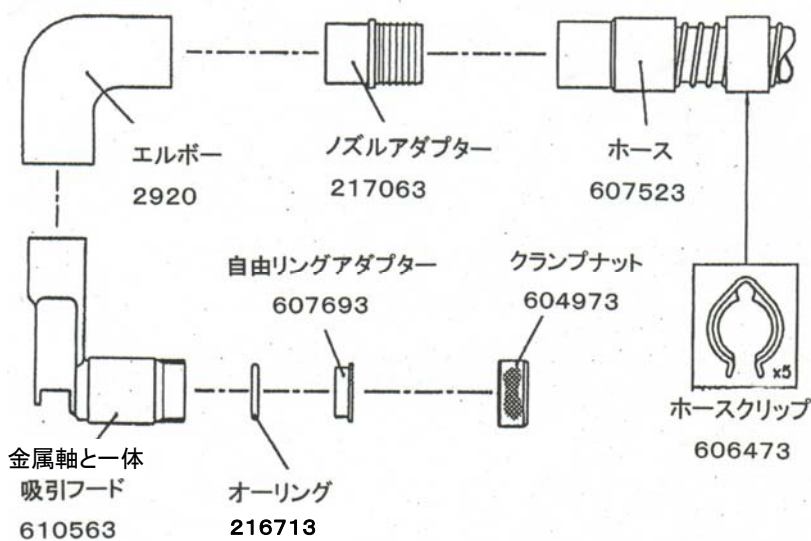 エルボー
2920
ノズルアダプター
217063
ホース
607523
自由リングアダプター
607693
クランプナット
604973
x5
ホースクリップ
606473
金属軸と一体
吸引フード
610563
オーリング
216713